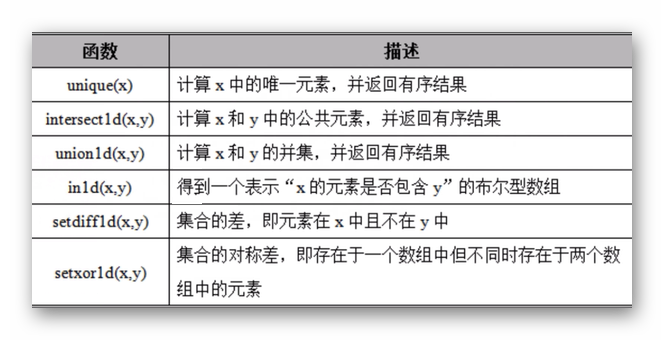 函数 描述
unique(x) 计算 x 中的唯一元素，并返回有序结果
intersect1d(x,y) 计算 x 和 y 中的公共元素，并返回有序结果
union1d(x,y) 计算 x 和 y 的并集，并返回有序结果
in1d(x,y) 得到一个表示“x 的元素是否包含 y”的布尔型数组
setdiff1d(x,y) 集合的差，即元素在 x 中且不在 y 中
setxor1d(x,y) 集合的对称差，即存在于一个数组中但不同时存在于两个数
组中的元素